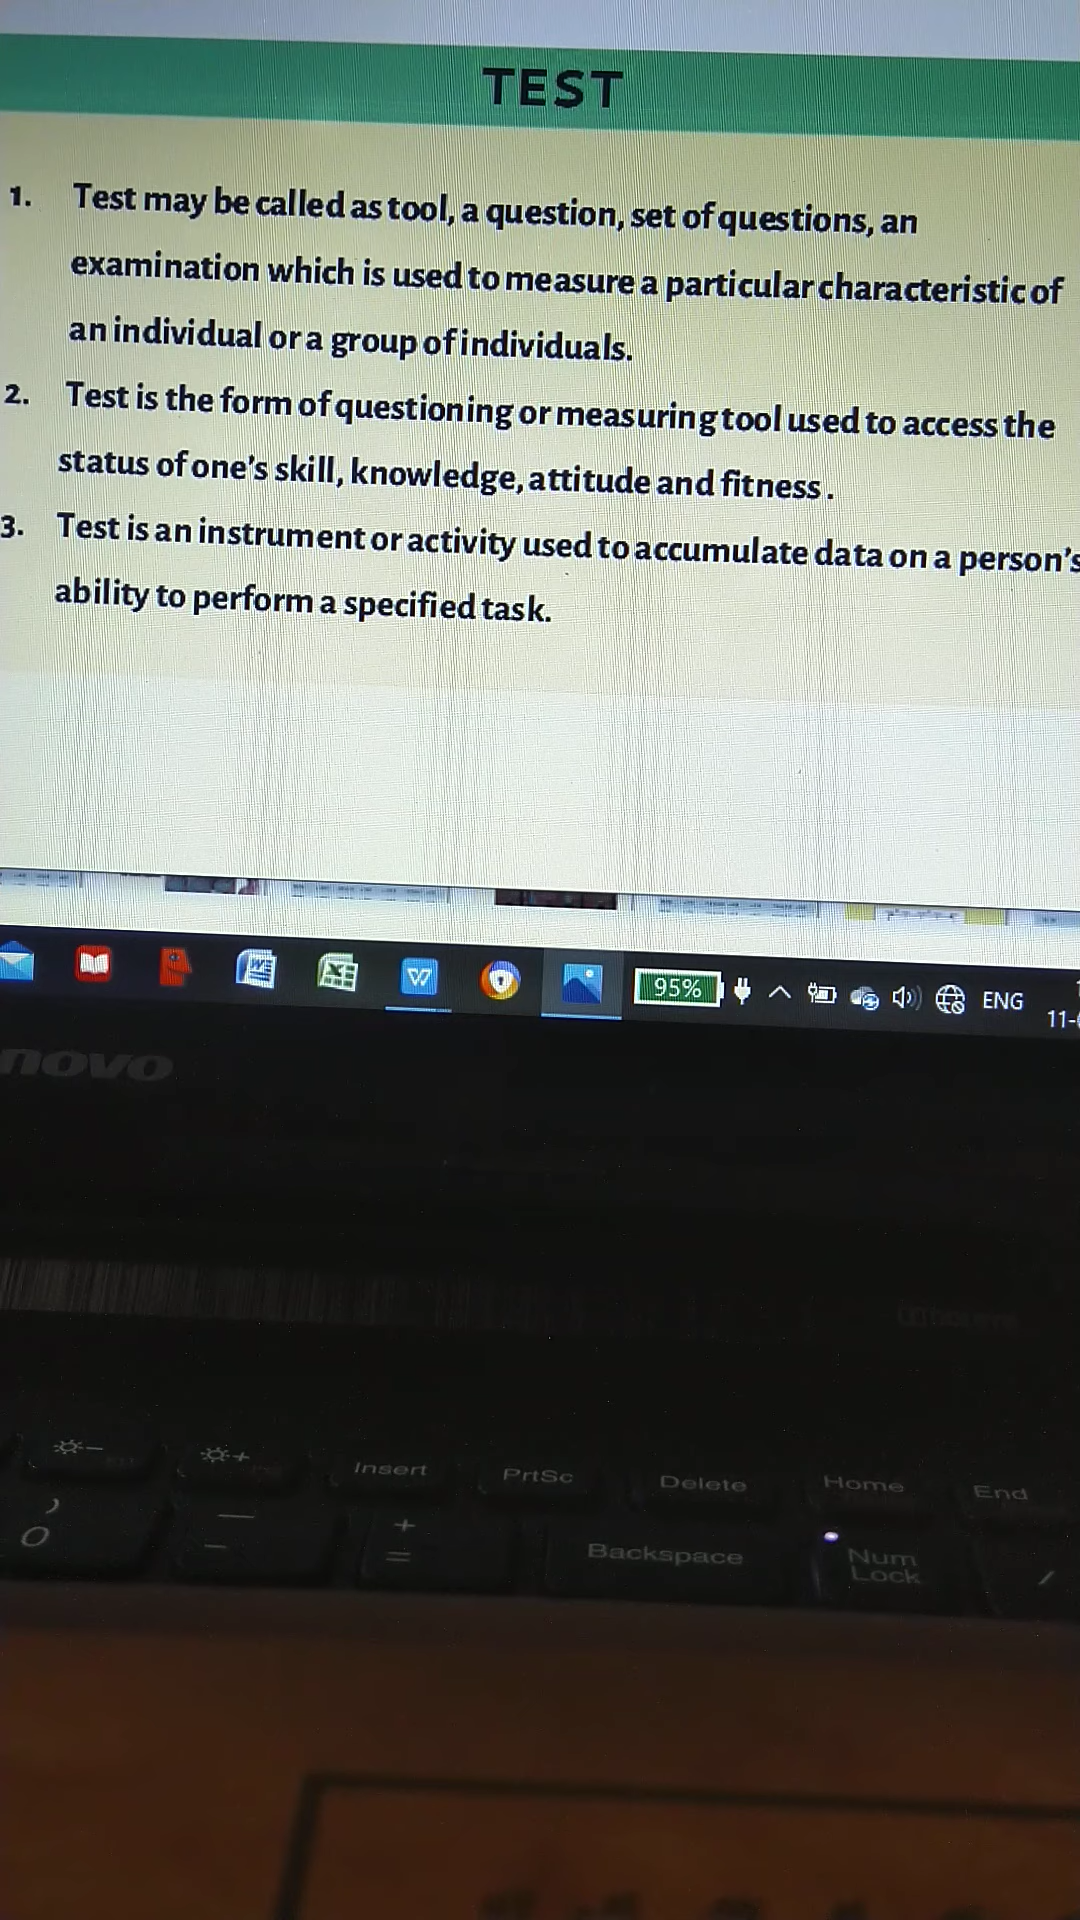 TEST
1. Test may be called as tool, a question, set of questions, an
examination which is used to measure a particular characteristic of
an individual or a group of individuals.
2. Test is the form of questioning or measuring tool used to access the
status of one's skill, knowledge, attitude and fitness.
3. Test is an instrument or activity used to accumulate data on a person's
ability to perform a specified task.
95% ENG
11-
novo
Insert PrtSc Delete Home End
) — +
0 - = Backspace Num
Lock /